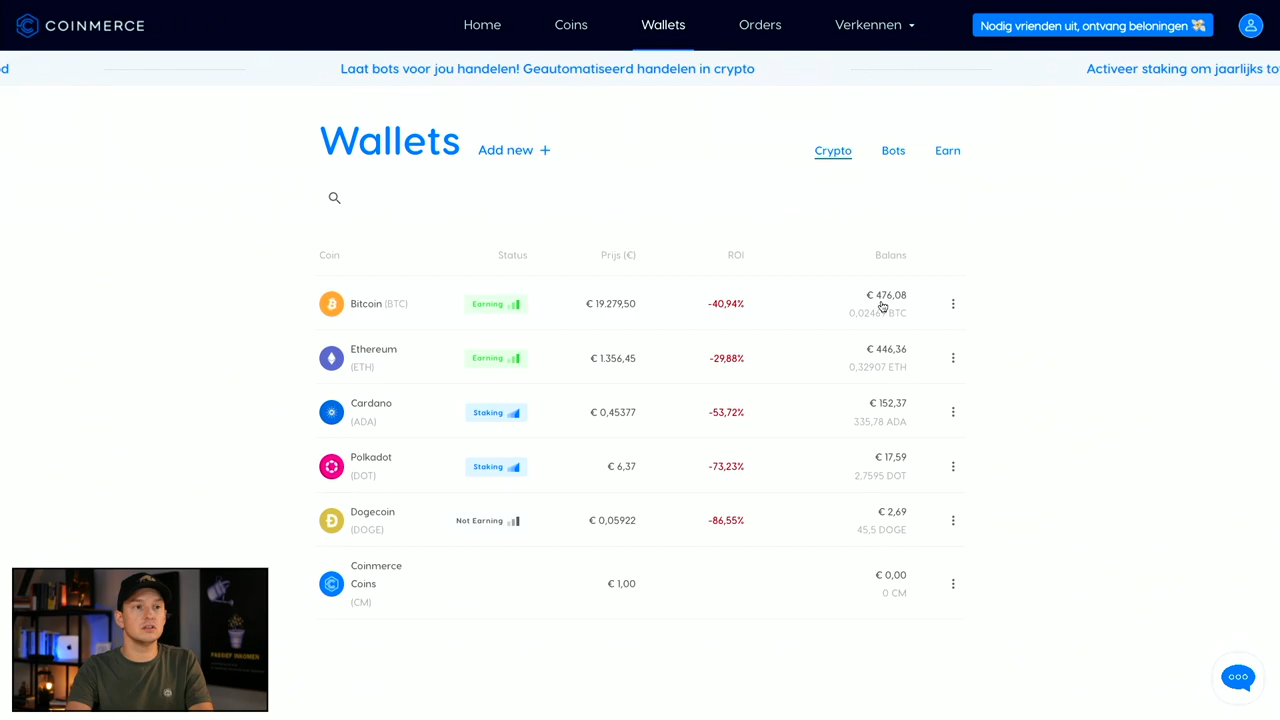 COINMERCE
Home
Coins
Wallets
Orders
Verkennen
Nodig vrienden uit, ontvang beloningen
d
Laat bots voor jou handelen! Geautomatiseerd handelen in crypto
Activeer staking om jaarlijks to
Wallets
Add new +
Crypto
Bots
Earn
Coin
Status
Prijs (€)
ROI
Balans
Bitcoin (BTC)
Earning
€ 19.279,50
-40,94%
€ 476,08
BTC
Ethereum
(ETH)
Earning
€ 1.356,45
-29,88%
€ 446,36
0,32907 ETH
Cardano
(ADA)
Staking
€ 0,45377
-53,72%
€ 152,37
335,78 ADA
Polkadot
(DOT)
Staking
€ 6,37
-73,23%
€ 17,59
2,7595 DOT
Dogecoin
(DOGE)
Not Earning
€ 0,05922
-86,55%
€ 2,69
45,5 DOGE
Coinmerce
Coins
(CM)
€ 1,00
€ 0,00
0 CM
PASSIEF INKOMEN